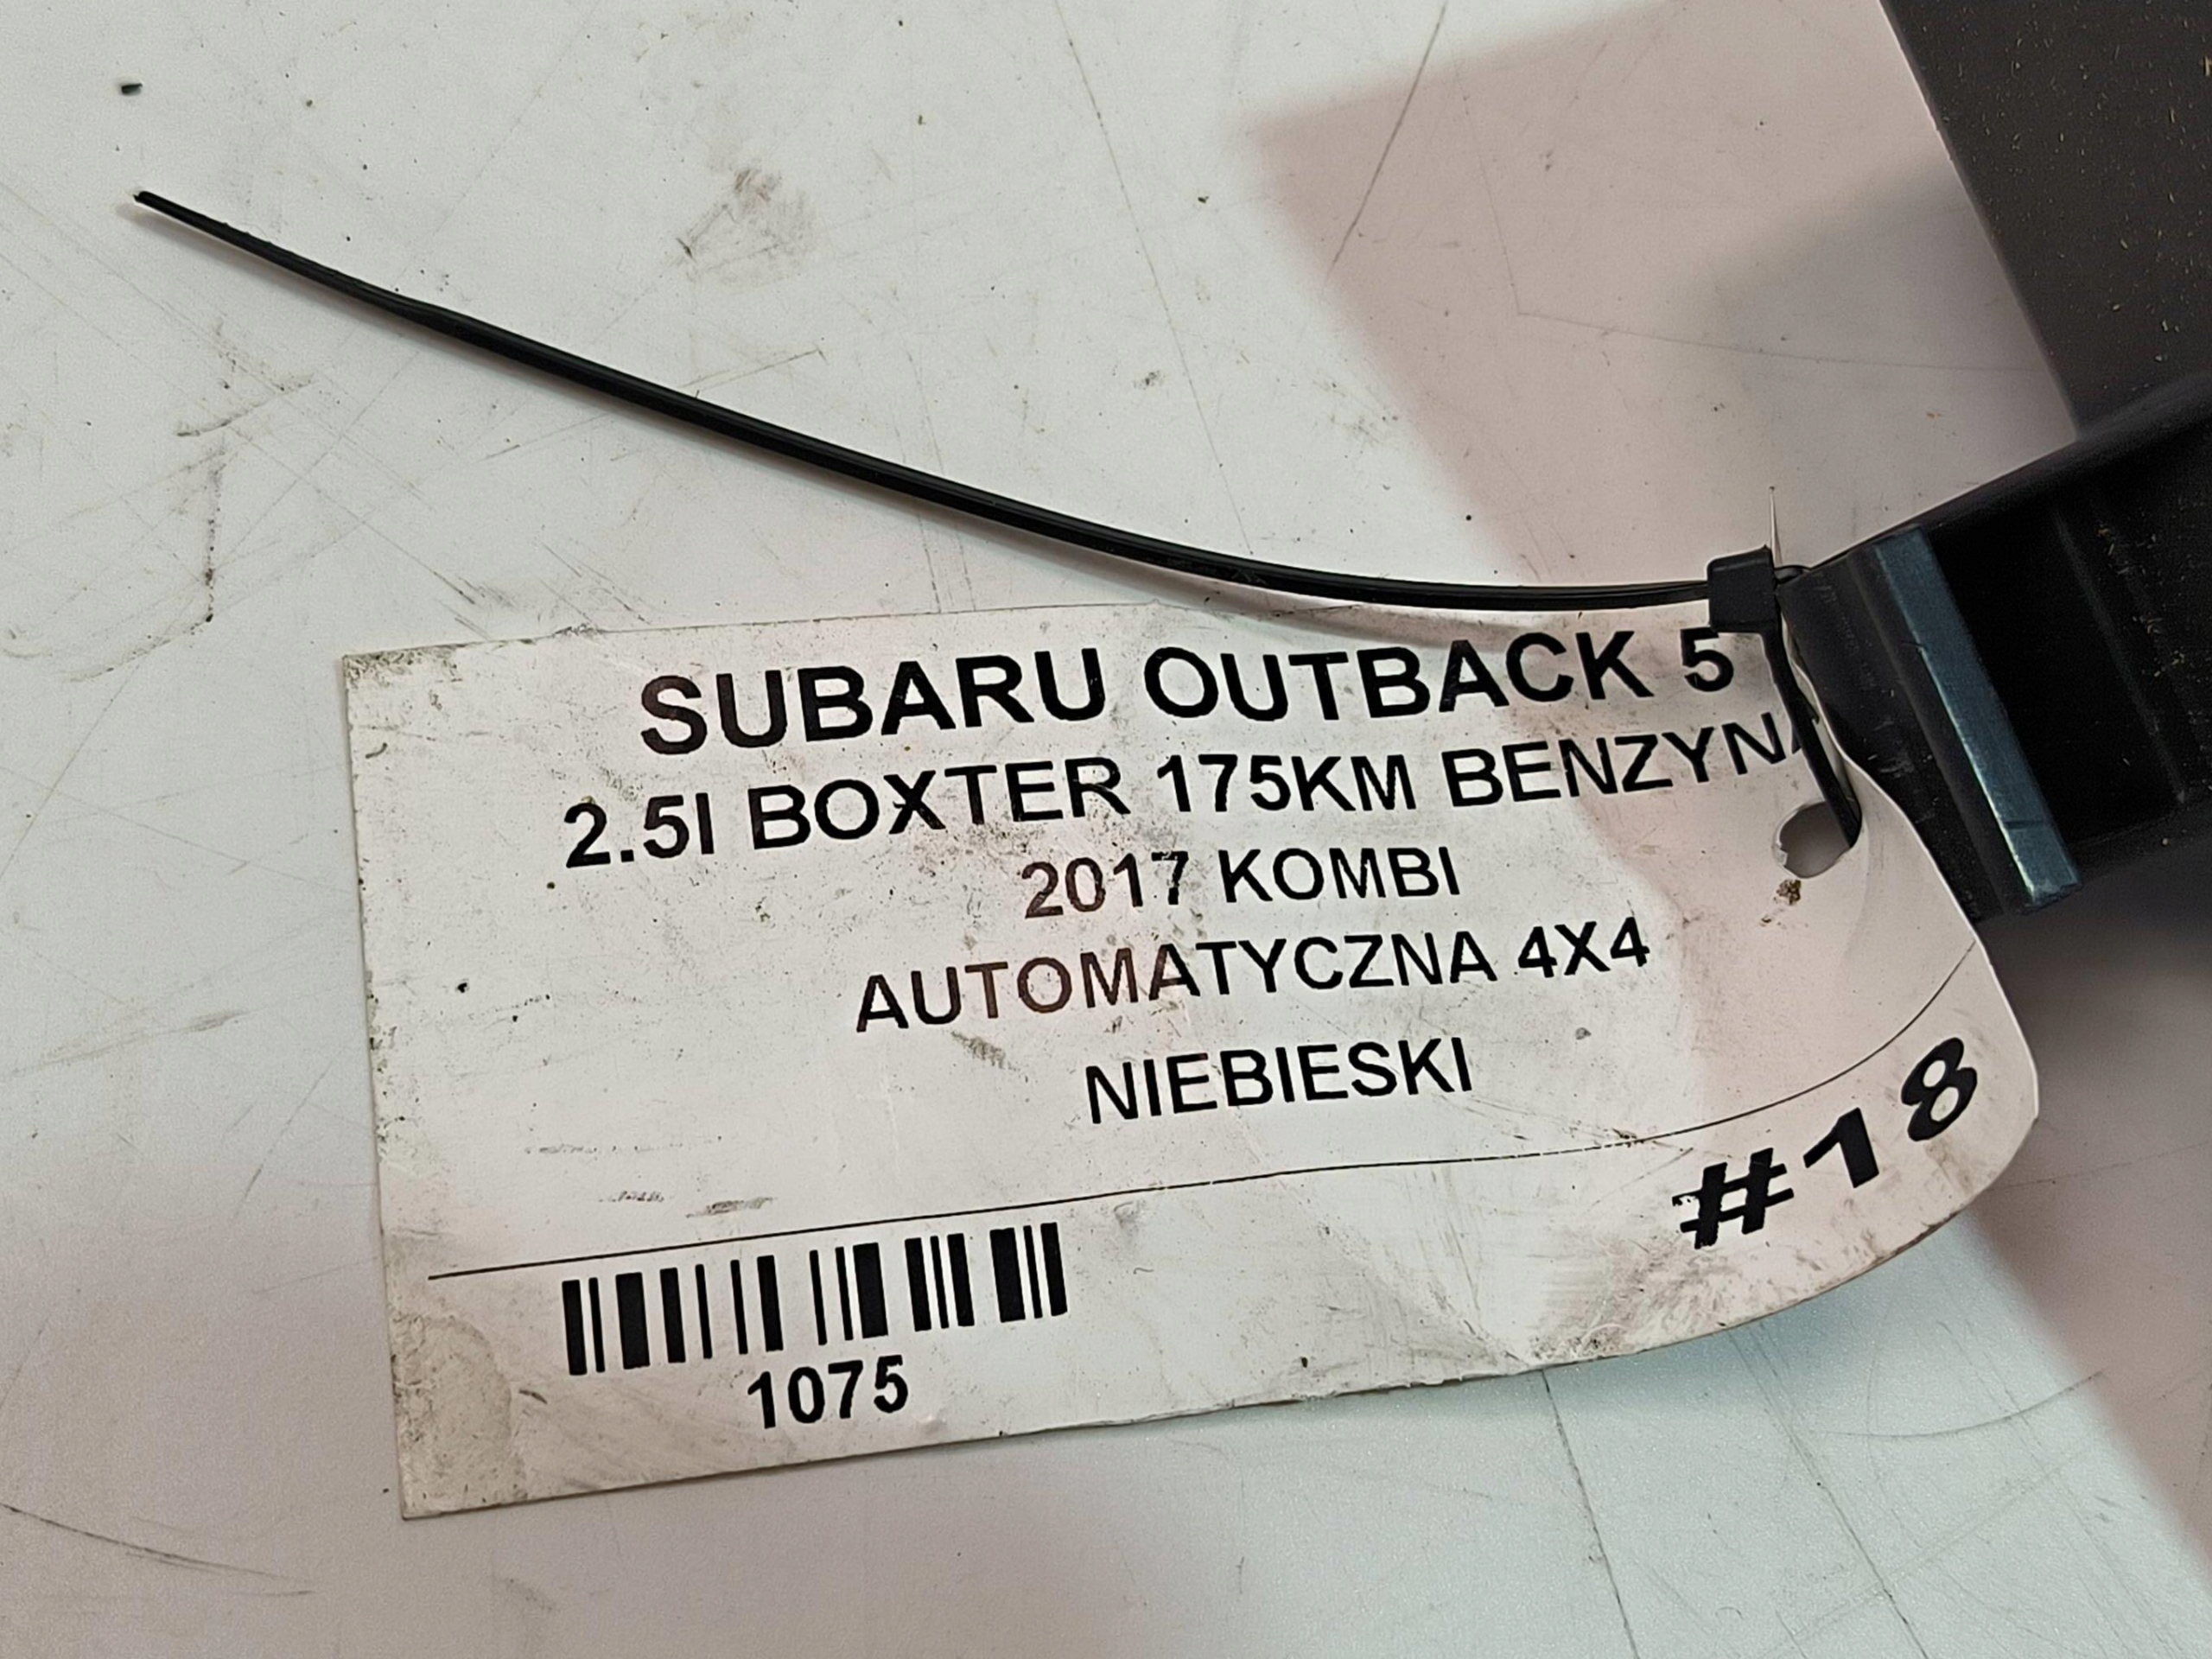 SUBARU OUTBACK 5
2.5I BOXTER 175KM BENZYNA
2017 KOMBI
AUTOMATYCZNA 4X4
NIEBIESKI
#18
1075